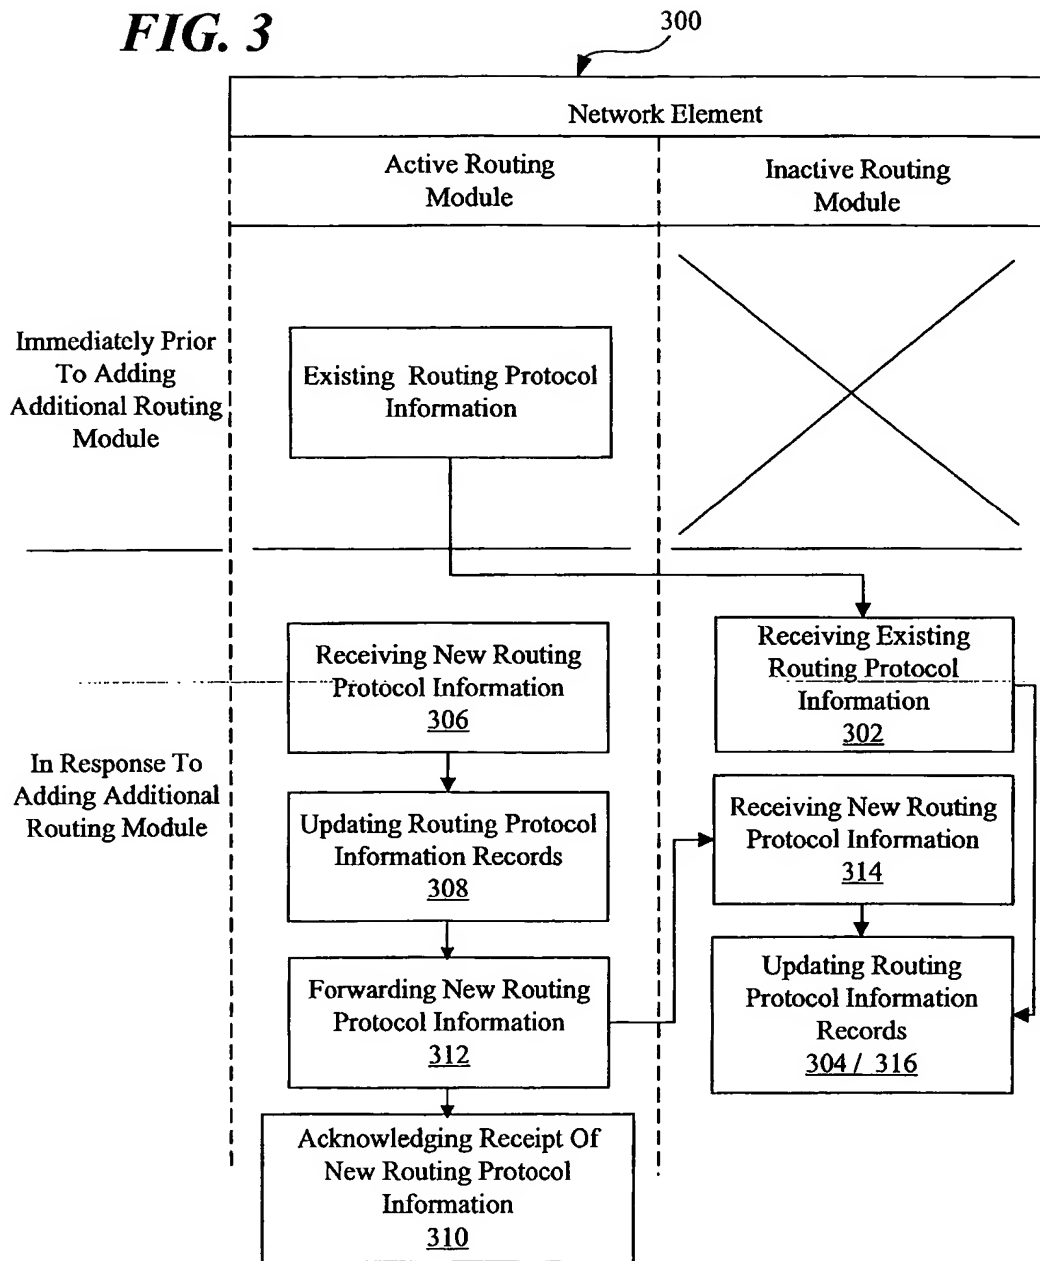 FIG. 3
300
Network Element
Active Routing
Module
Inactive Routing
Module
Immediately Prior
To Adding
Additional Routing
Module
Existing Routing Protocol
Information
In Response To
Adding Additional
Routing Module
Receiving New Routing
Protocol Information
306
Updating Routing Protocol
Information Records
308
Forwarding New Routing
Protocol Information
312
Acknowledging Receipt Of
New Routing Protocol
Information
310
Receiving Existing
Routing Protocol
Information
302
Receiving New Routing
Protocol Information
314
Updating Routing
Protocol Information
Records
304 / 316